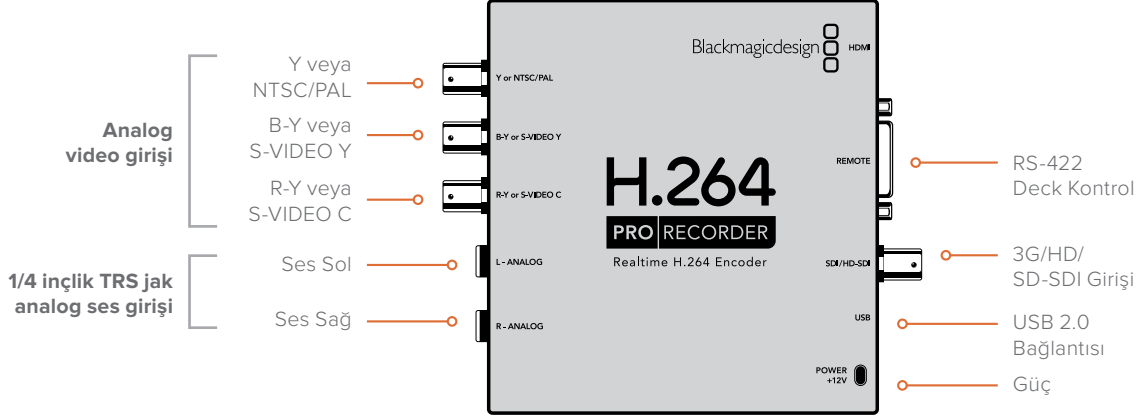 Analog
video girişi
Y veya
NTSC/PAL
B-Y veya
S-VIDEO Y
R-Y veya
S-VIDEO C
1/4 inçlik TRS jak
analog ses girişi
Ses Sol
Ses Sağ
Blackmagicdesign
HDMI
Y or NTSC/PAL
B-Y or S-VIDEO Y
R-Y or S-VIDEO C
L - ANALOG
R - ANALOG
H.264
PRO RECORDER
Realtime H.264 Encoder
REMOTE
SDI/HD-SDI
USB
POWER
+12V
RS-422
Deck Kontrol
3G/HD/
SD-SDI Girişi
USB 2.0
Bağlantısı
Güç